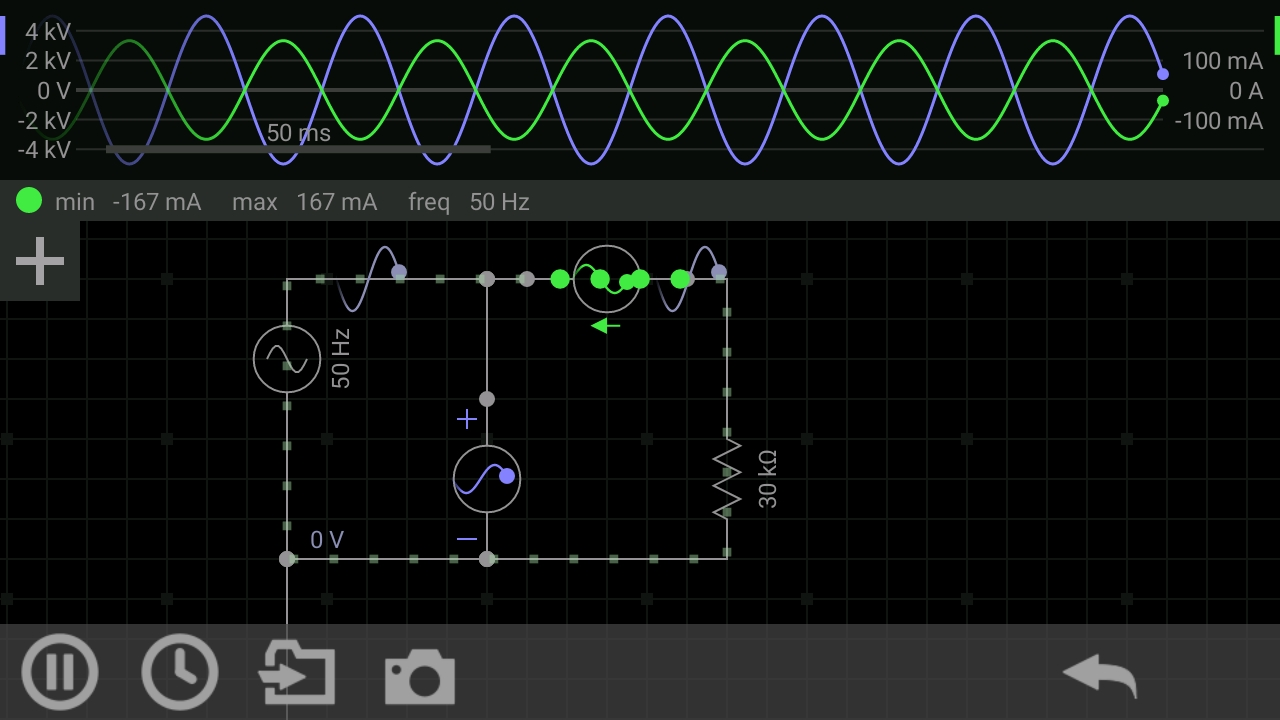 4 kV
2 kV
0 V
-2 kV
-4 kV
100 mA
0 A
-100 mA
50 ms
min -167 mA max 167 mA freq 50 Hz
50 Hz
+
30 kΩ
0 V
−